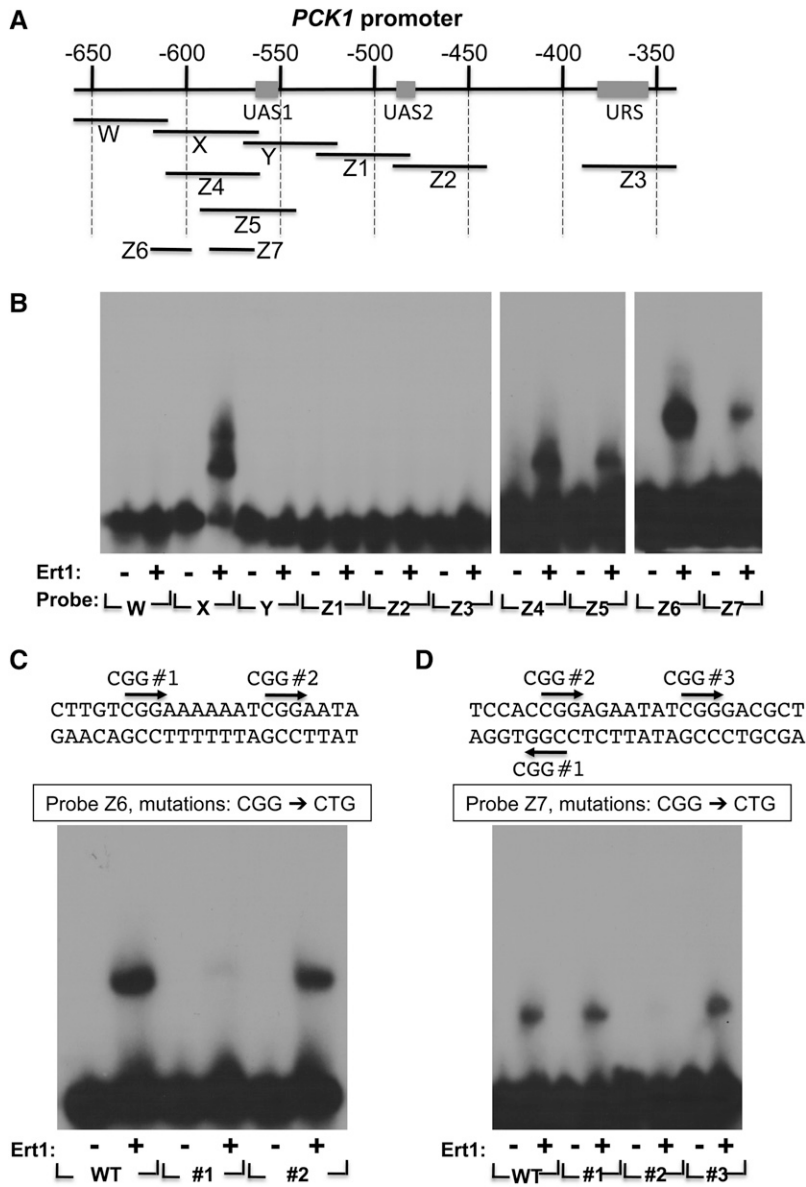 A
PCK1 promoter
-650 -600 -550 -500 -450 -400 -350
UAS1 UAS2 URS
W X Y Z1 Z2 Z3
Z4
Z5
Z6 Z7
B
Ert1: - + - + - + - + - + - + - + - + - + - +
Probe: W X Y Z1 Z2 Z3 Z4 Z5 Z6 Z7
C
CGG #1 CGG #2
CTTGTCGGAAAAAATCGGAATA
GAACAGCCTTTTTTAGCCTTAT
Probe Z6, mutations: CGG ➔ CTG
Ert1: - + - + - +
WT #1 #2
D
CGG #2 CGG #3
TCCACCGGAGAATATCGGGACGCT
AGGTGGCCTCTTATAGCCCTGCGA
CGG #1
Probe Z7, mutations: CGG ➔ CTG
Ert1: - + - + - + - +
WT #1 #2 #3